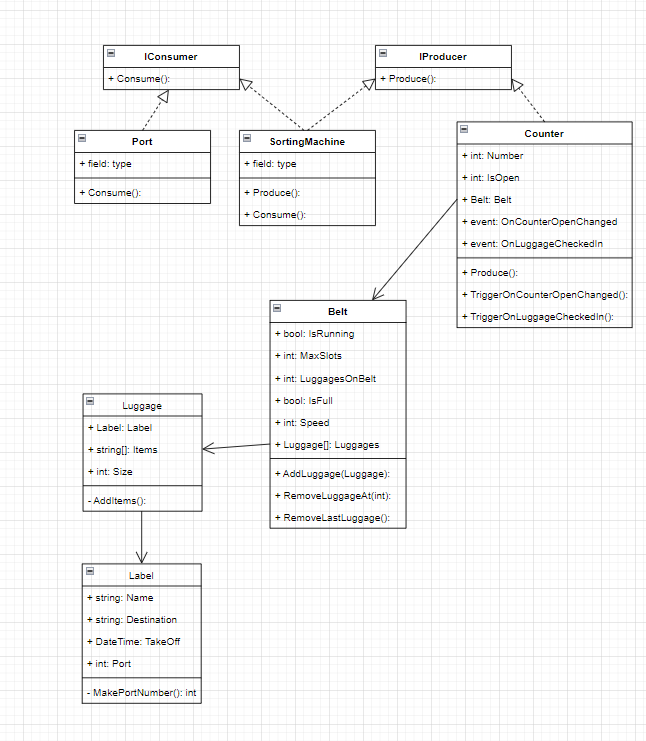 IConsumer
+ Consume():
IProducer
+ Produce():
Port
+ field: type
+ Consume():
SortingMachine
+ field: type
+ Produce():
+ Consume():
Counter
+ int: Number
+ int: IsOpen
+ Belt: Belt
+ event: OnCounterOpenChanged
+ event: OnLuggageCheckedIn
+ Produce():
+ TriggerOnCounterOpenChanged():
+ TriggerOnLuggageCheckedIn():
Belt
+ bool: IsRunning
+ int: MaxSlots
+ int: LuggagesOnBelt
+ bool: IsFull
+ int: Speed
+ Luggage[]: Luggages
+ AddLuggage(Luggage):
+ RemoveLuggageAt(int):
+ RemoveLastLuggage():
Luggage
+ Label: Label
+ string[]: Items
+ int: Size
- AddItems():
Label
+ string: Name
+ string: Destination
+ DateTime: TakeOff
+ int: Port
- MakePortNumber(): int